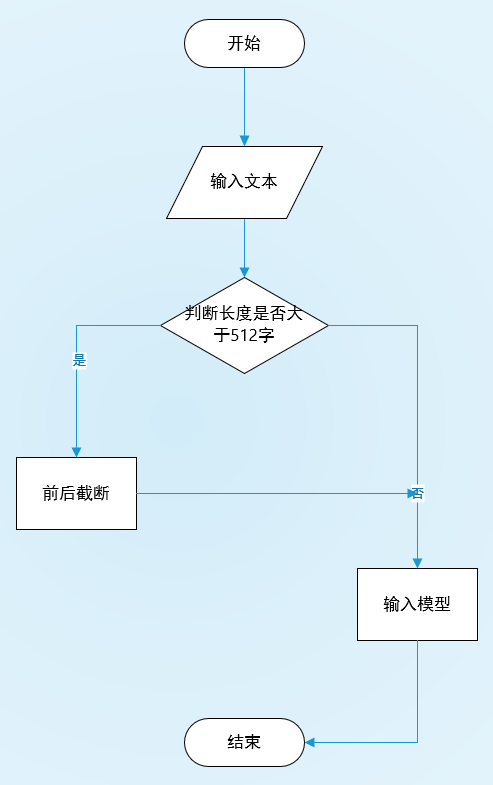 开始
输入文本
判断长度是否大
于512字
是
前后截断
否
输入模型
结束